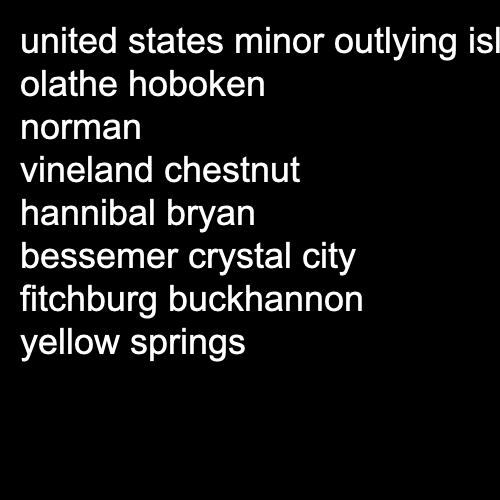 united states minor outlying isl
olathe hoboken
norman
vineland chestnut
hannibal bryan
bessemer crystal city
fitchburg buckhannon
yellow springs